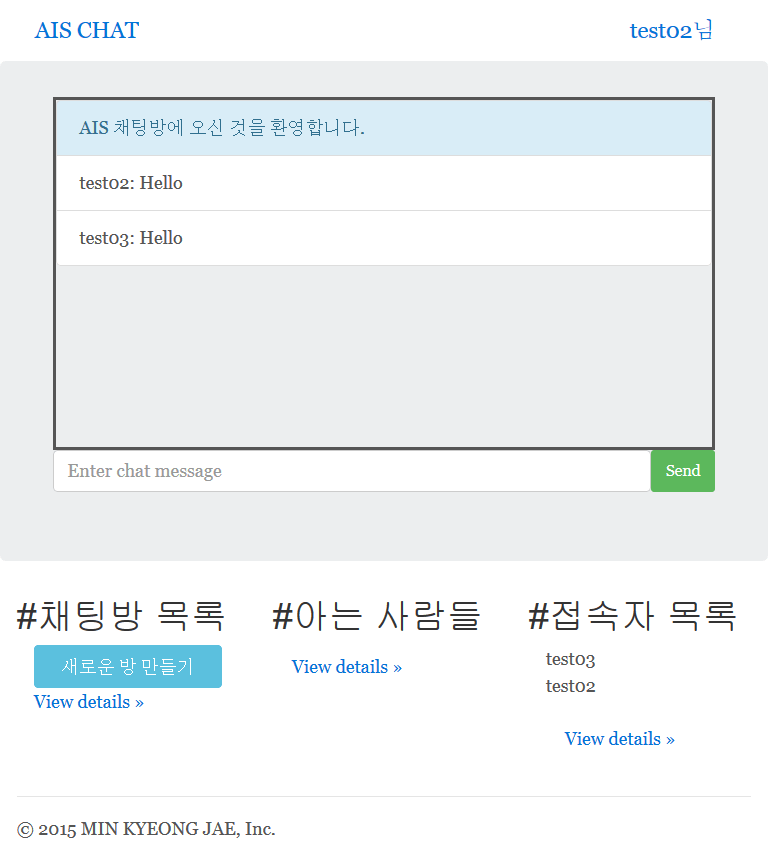 AIS CHAT
test02님
AIS 채팅방에 오신 것을 환영합니다.
test02: Hello
test03: Hello
Enter chat message
Send
#채팅방 목록
새로운 방 만들기
View details »
#아는 사람들
View details »
#접속자 목록
test03
test02
View details »
© 2015 MIN KYEONG JAE, Inc.